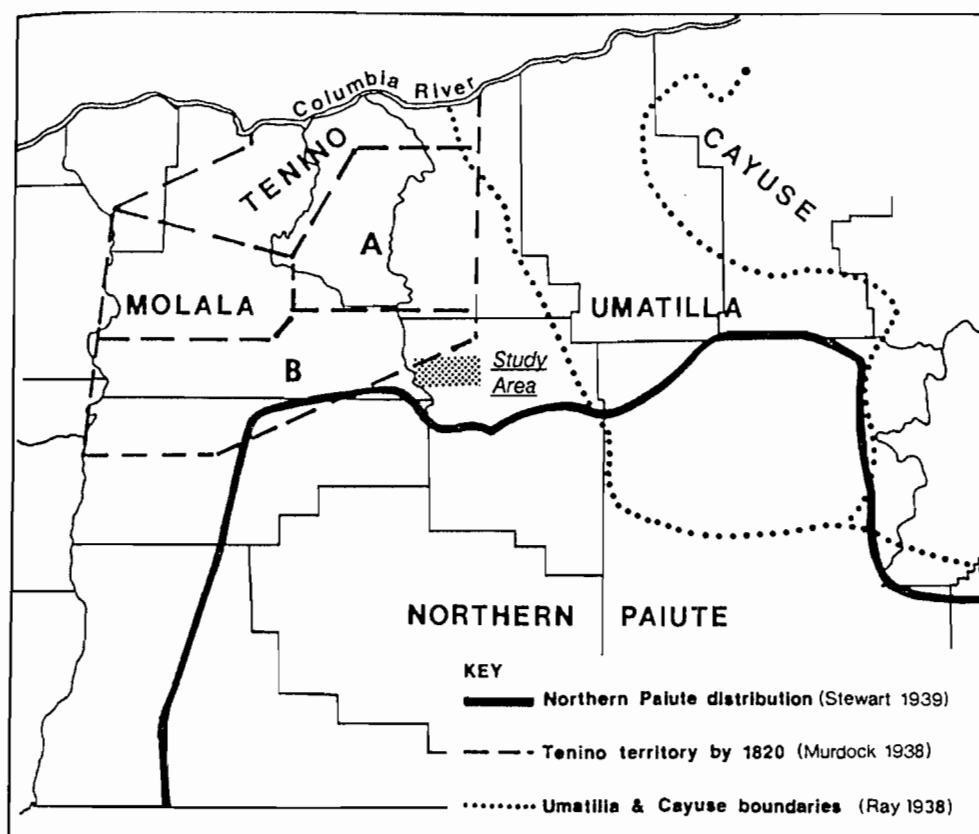 Columbia River
TENINO
CAYUSE
A
MOLALA
UMATILLA
B
Study
Area
NORTHERN PAIUTE
KEY
Northern Paiute distribution (Stewart 1939)
Tenino territory by 1820 (Murdock 1938)
Umatilla & Cayuse boundaries (Ray 1938)